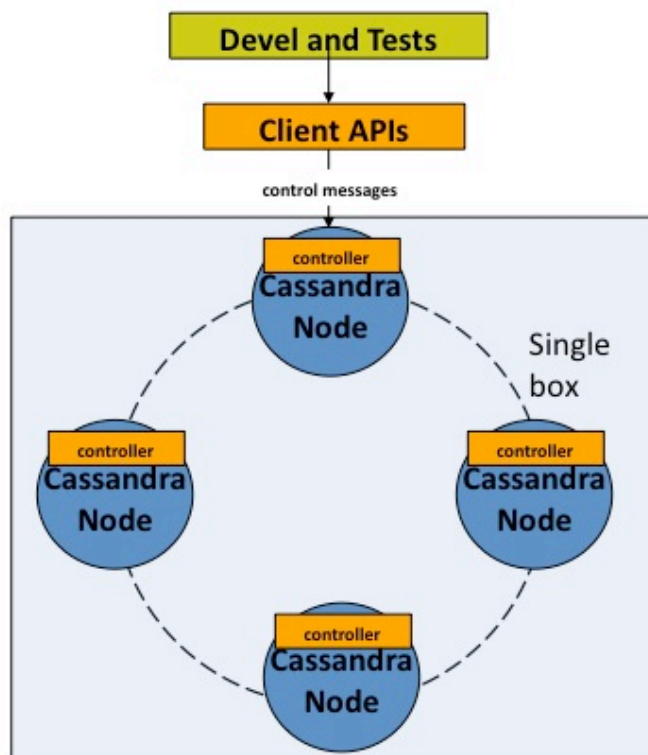 Devel and Tests
Client APIs
control messages
controller
Cassandra
Node
Single
box
controller
Cassandra
Node
controller
Cassandra
Node
controller
Cassandra
Node